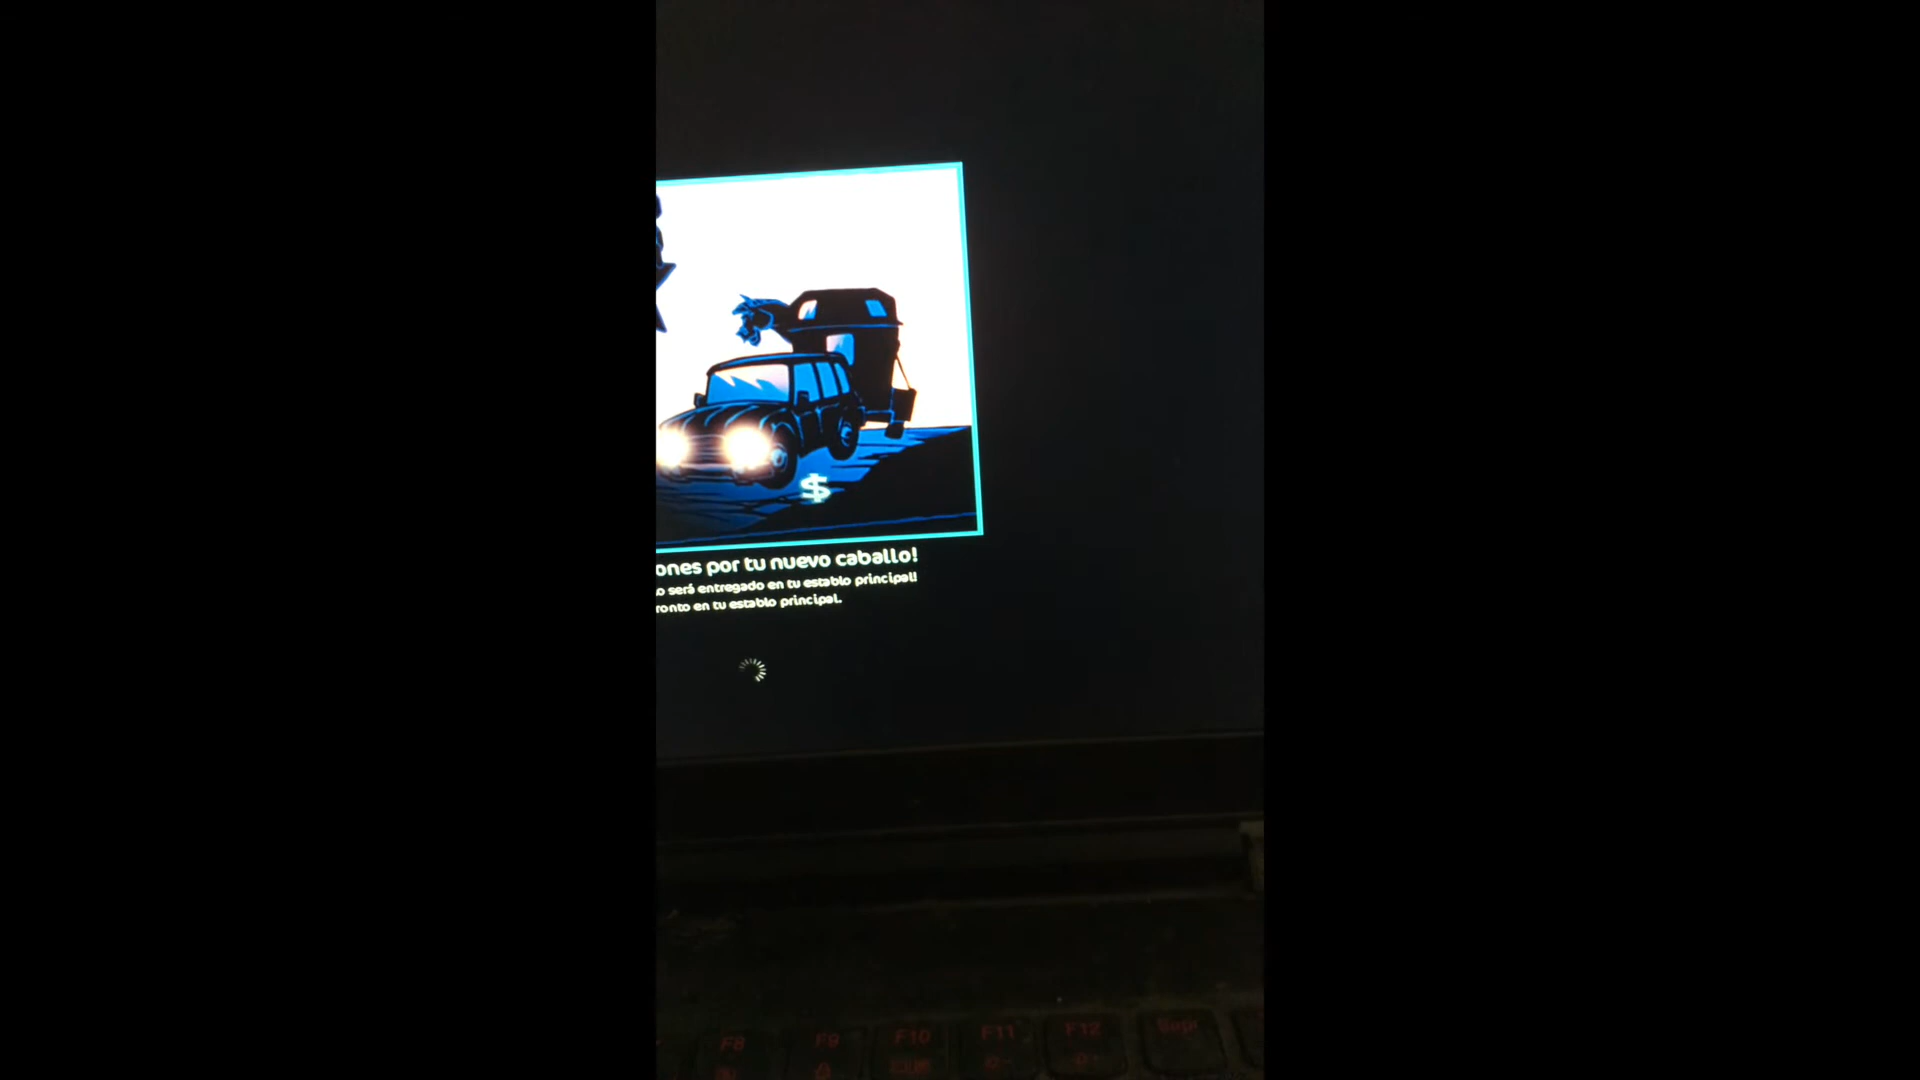 $
ones por tu nuevo caballo!
o será entregado en tu establo principal!
ronto en tu establo principal.
F8 F9 F10 F11 F12